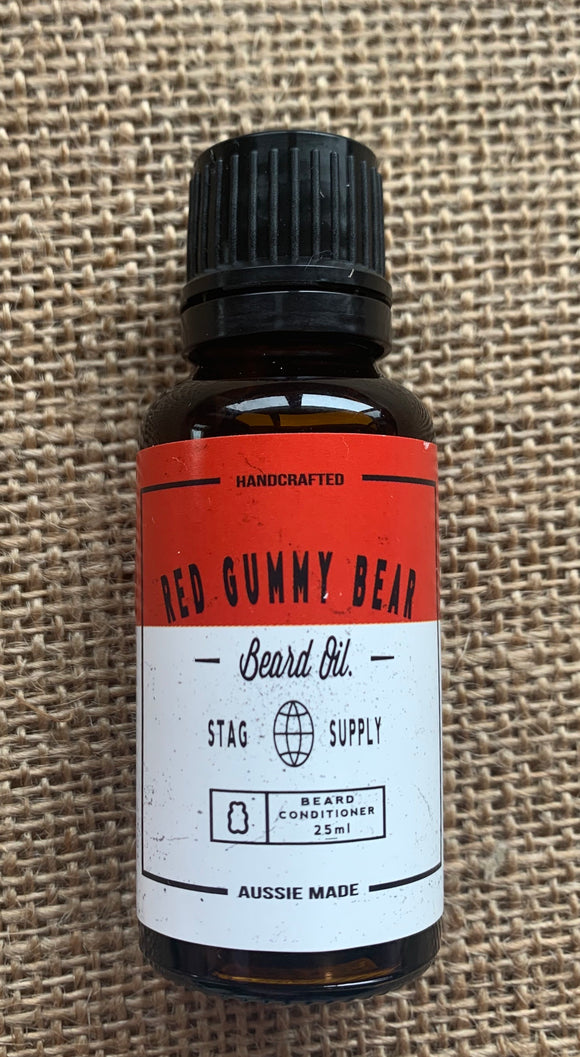 HANDCRAFTED
RED GUMMY BEAR
Beard Oil.
STAG SUPPLY
BEARD
CONDITIONER
25ml
AUSSIE MADE